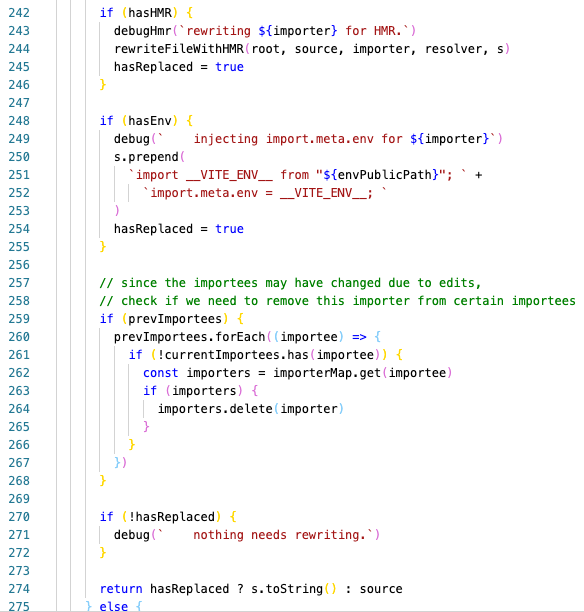 242 if (hasHMR) {
243 debugHmr(`rewriting ${importer} for HMR.`)
244 rewriteFileWithHMR(root, source, importer, resolver, s)
245 hasReplaced = true
246 }
247
248 if (hasEnv) {
249 debug(`    injecting import.meta.env for ${importer}`)
250 s.prepend(
251 `import __VITE_ENV__ from "${envPublicPath}"; ` +
252 `import.meta.env = __VITE_ENV__; `
253 )
254 hasReplaced = true
255 }
256
257 // since the importees may have changed due to edits,
258 // check if we need to remove this importer from certain importees
259 if (prevImportees) {
260 prevImportees.forEach((importee) => {
261 if (!currentImportees.has(importee)) {
262 const importers = importerMap.get(importee)
263 if (importers) {
264 importers.delete(importer)
265 }
266 }
267 })
268 }
269
270 if (!hasReplaced) {
271 debug(`    nothing needs rewriting.`)
272 }
273
274 return hasReplaced ? s.toString() : source
275 } else {